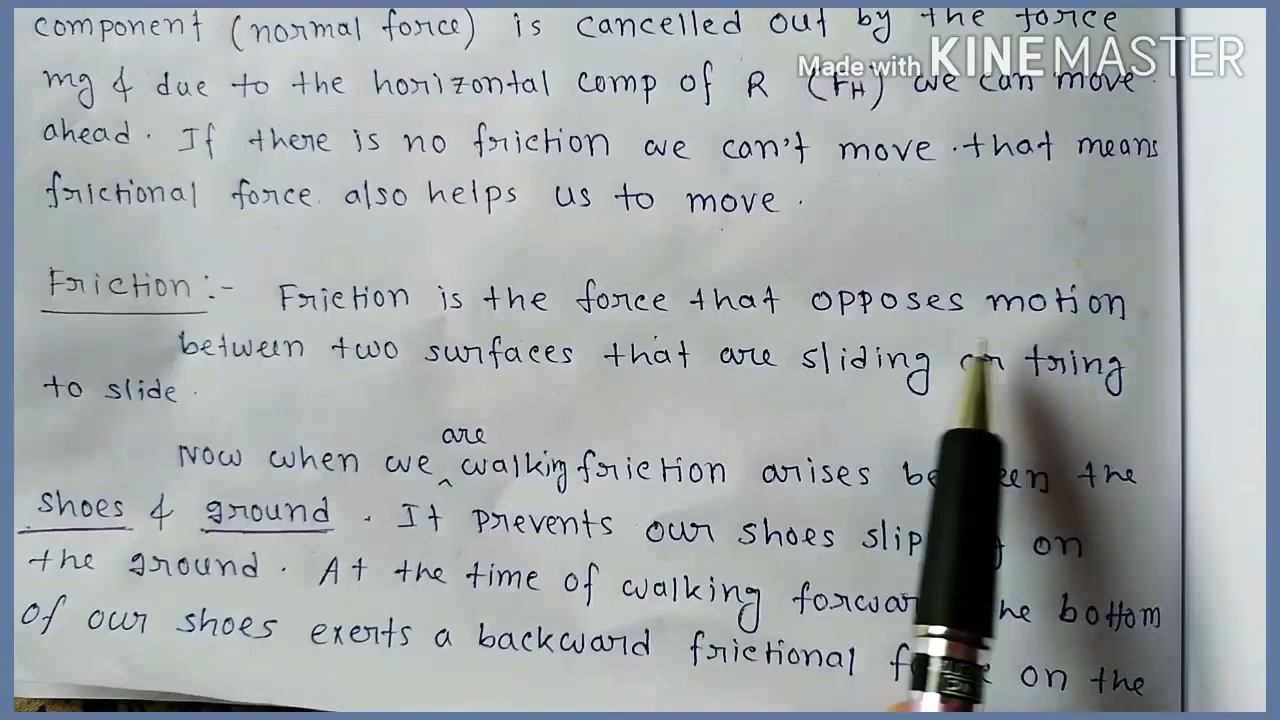 component (normal force) is cancelled out by the force
Made with KINEMASTER
mg & due to the horizontal comp of R (FH) we can move
ahead. If there is no friction we can't move. that means
frictional force also helps us to move.
Friction :- Friction is the force that opposes motion
between two surfaces that are sliding or tring
to slide.
are
Now when we ^ walking friction arises the
shoes & ground. It prevents our shoes on
the ground. At the time of walking bottom
of our shoes exerts a backward frictional on the